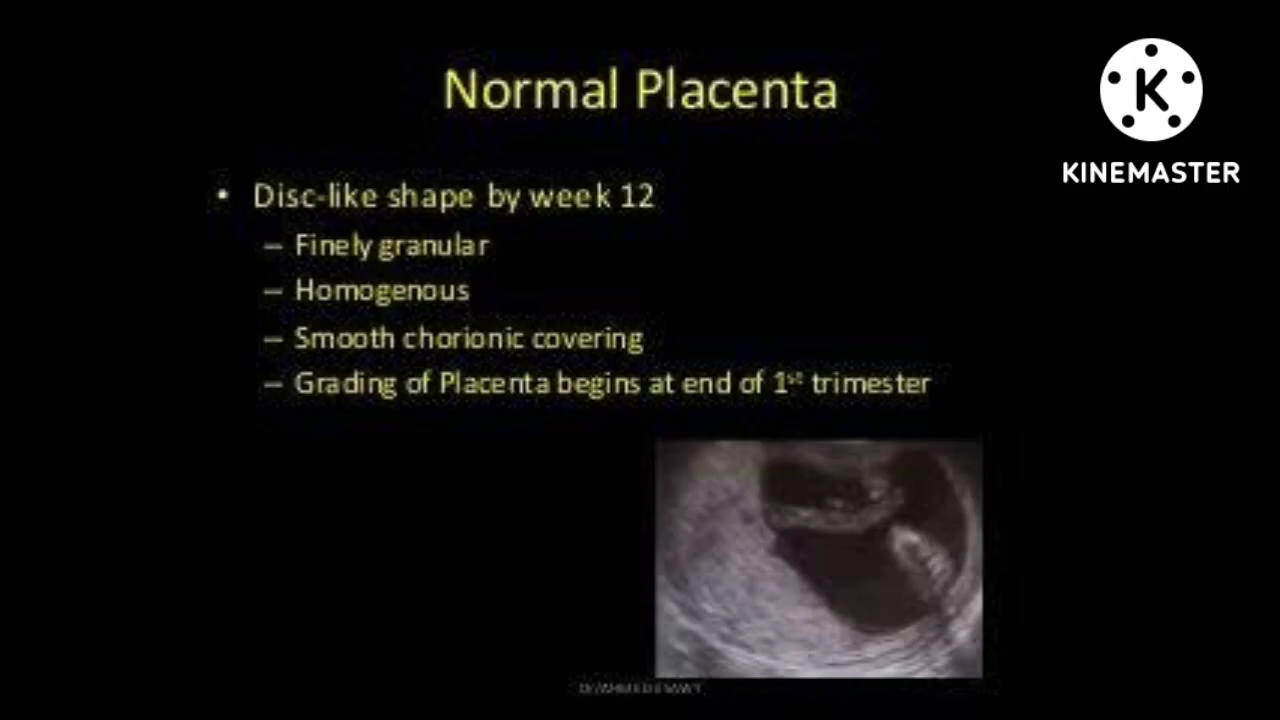 Normal Placenta
K
KINEMASTER
• Disc-like shape by week 12
– Finely granular
– Homogenous
– Smooth chorionic covering
– Grading of Placenta begins at end of 1st trimester